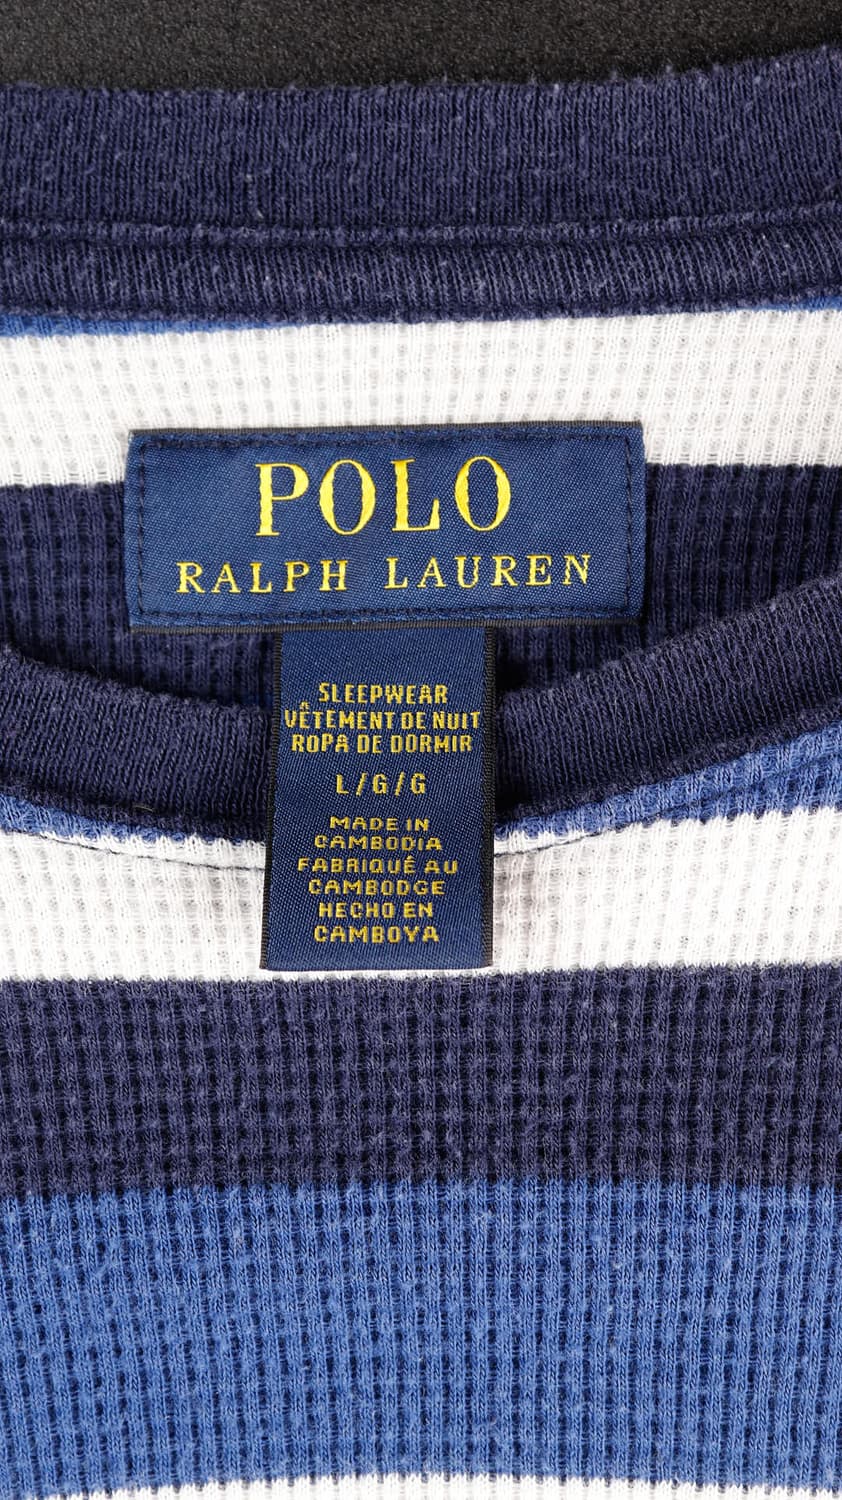 POLO
RALPH LAUREN
SLEEPWEAR
VÊTEMENT DE NUIT
ROPA DE DORMIR
L/G/G
MADE IN
CAMBODIA
FABRIQUÉ AU
CAMBODGE
HECHO EN
CAMBOYA